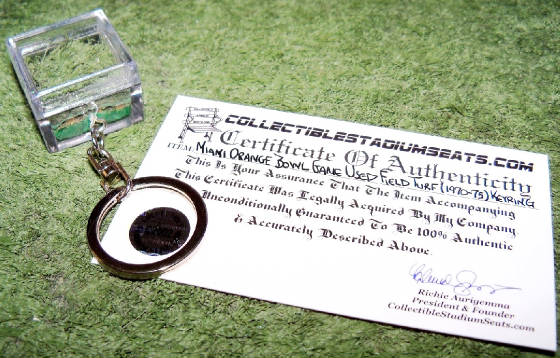 COLLECTIBLESTADIUMSEATS.COM
Certificate Of Authenticity
ITEM: MIAMI ORANGE BOWL GAME USED FIELD TURF (1970-75) KEYRING
This Is Your Assurance That The Item Accompanying
This Certificate Was Legally Acquired By My Company
Unconditionally Guaranteed To Be 100% Authentic
& Accurately Described Above.
Richie Aurigemma
President & Founder
CollectibleStadiumSeats.com